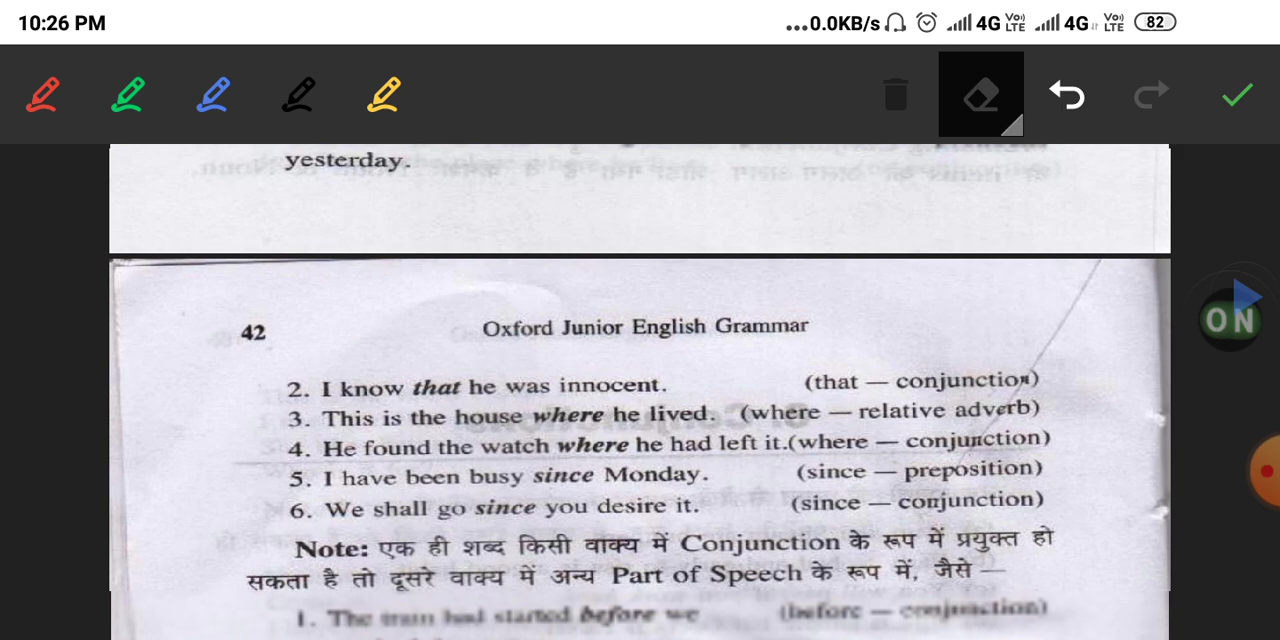 10:26 PM ...0.0KB/s 4G Vo) LTE 4G Vo) LTE 82
yesterday.
42 Oxford Junior English Grammar
ON
2. I know that he was innocent. (that — conjunction)
3. This is the house where he lived. (where — relative adverb)
4. He found the watch where he had left it.(where — conjunction)
5. I have been busy since Monday. (since — preposition)
6. We shall go since you desire it. (since — conjunction)
Note: एक ही शब्द किसी वाक्य में Conjunction के रूप में प्रयुक्त हो
सकता है तो दूसरे वाक्य में अन्य Part of Speech के रूप में, जैसे —
1. The train had started before we (before — conjunction)